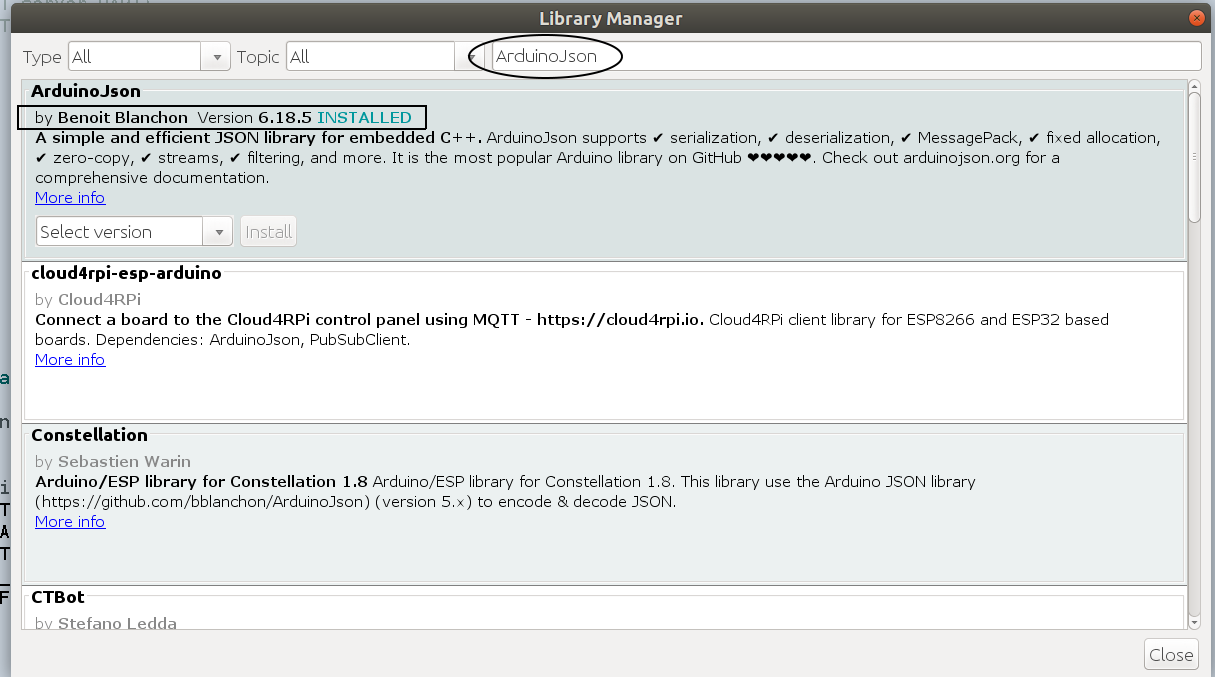 Library Manager
Type All Topic All ArduinoJson
ArduinoJson
by Benoit Blanchon Version 6.18.5 INSTALLED
A simple and efficient JSON library for embedded C++. ArduinoJson supports ✔ serialization, ✔ deserialization, ✔ MessagePack, ✔ fixed allocation,
✔ zero-copy, ✔ streams, ✔ filtering, and more. It is the most popular Arduino library on GitHub ❤❤❤❤❤. Check out arduinojson.org for a
comprehensive documentation.
More info
Select version Install
cloud4rpi-esp-arduino
by Cloud4RPi
Connect a board to the Cloud4RPi control panel using MQTT - https://cloud4rpi.io. Cloud4RPi client library for ESP8266 and ESP32 based
boards. Dependencies: ArduinoJson, PubSubClient.
More info
Constellation
by Sebastien Warin
Arduino/ESP library for Constellation 1.8 Arduino/ESP library for Constellation 1.8. This library use the Arduino JSON library
(https://github.com/bblanchon/ArduinoJson) (version 5.x) to encode & decode JSON.
More info
CTBot
by Stefano Ledda
Close